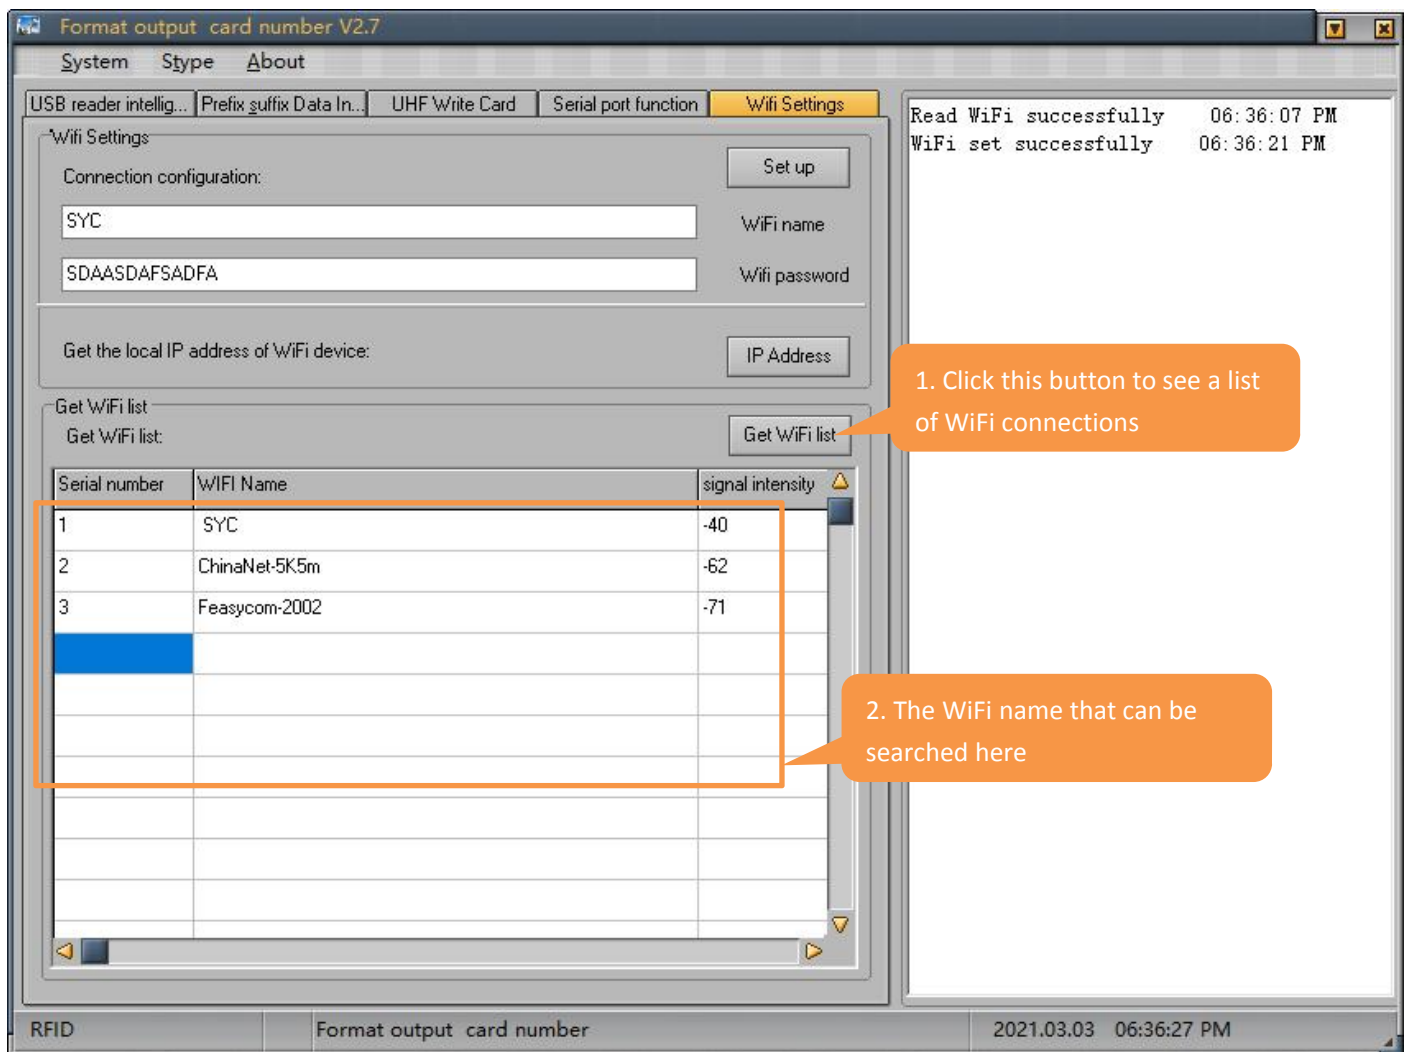 Format output card number V2.7
System Stype About
USB reader intellig... Prefix suffix Data In... UHF Write Card Serial port function Wifi Settings
Wifi Settings
Connection configuration:
Set up
SYC
WiFi name
SDAASDAFSADFA
Wifi password
Get the local IP address of WiFi device:
IP Address
Get WiFi list
Get WiFi list:
Get WiFi list
Serial number WIFI Name signal intensity
1 SYC -40
2 ChinaNet-5K5m -62
3 Feasycom-2002 -71
Read WiFi successfully 06:36:07 PM
WiFi set successfully 06:36:21 PM
1. Click this button to see a list
of WiFi connections
2. The WiFi name that can be
searched here
RFID Format output card number 2021.03.03 06:36:27 PM